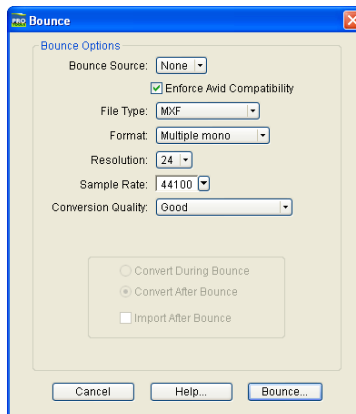 PRO Bounce
Bounce Options
Bounce Source: None
Enforce Avid Compatibility
File Type: MXF
Format: Multiple mono
Resolution: 24
Sample Rate: 44100
Conversion Quality: Good
Convert During Bounce
Convert After Bounce
Import After Bounce
Cancel Help... Bounce...